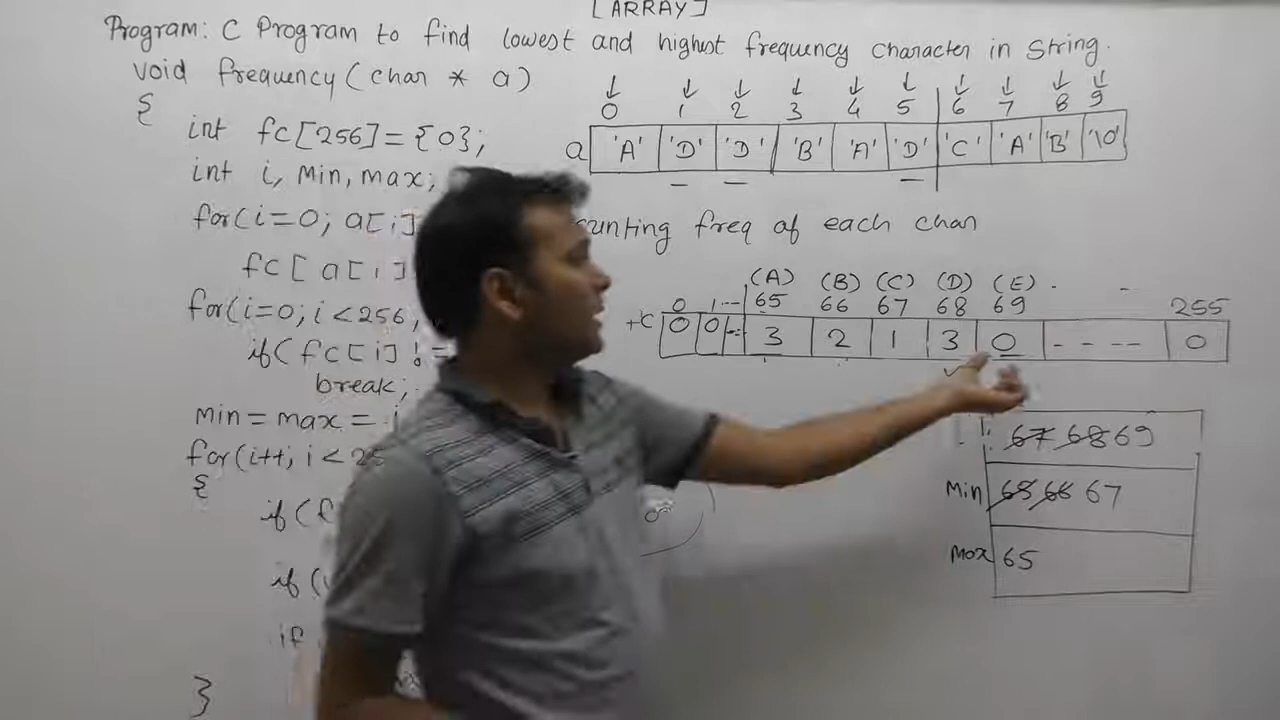 [ARRAY]
Program: C Program to find lowest and highest frequency character in String.
void frequency(char * a)
{
int fc[256]={0};
int i, min, max;
for(i=0; a[i]
fc[a[i]
for(i=0; i<256;
if(fc[i]!=
break;
min = max = i
for(i++; i<25
{
if(f
if(
if
}
0 1 2 3 4 5 6 7 8 9
a 'A' 'D' 'D' 'B' 'A' 'D' 'C' 'A' 'B' '\0'
unting freq of each char
(A) (B) (C) (D) (E) . -
0 1-- 65 66 67 68 69 255
0 0 -- 3 2 1 3 0 - - - - 0
i: 67 68 69
Min 65 66 67
Max 65